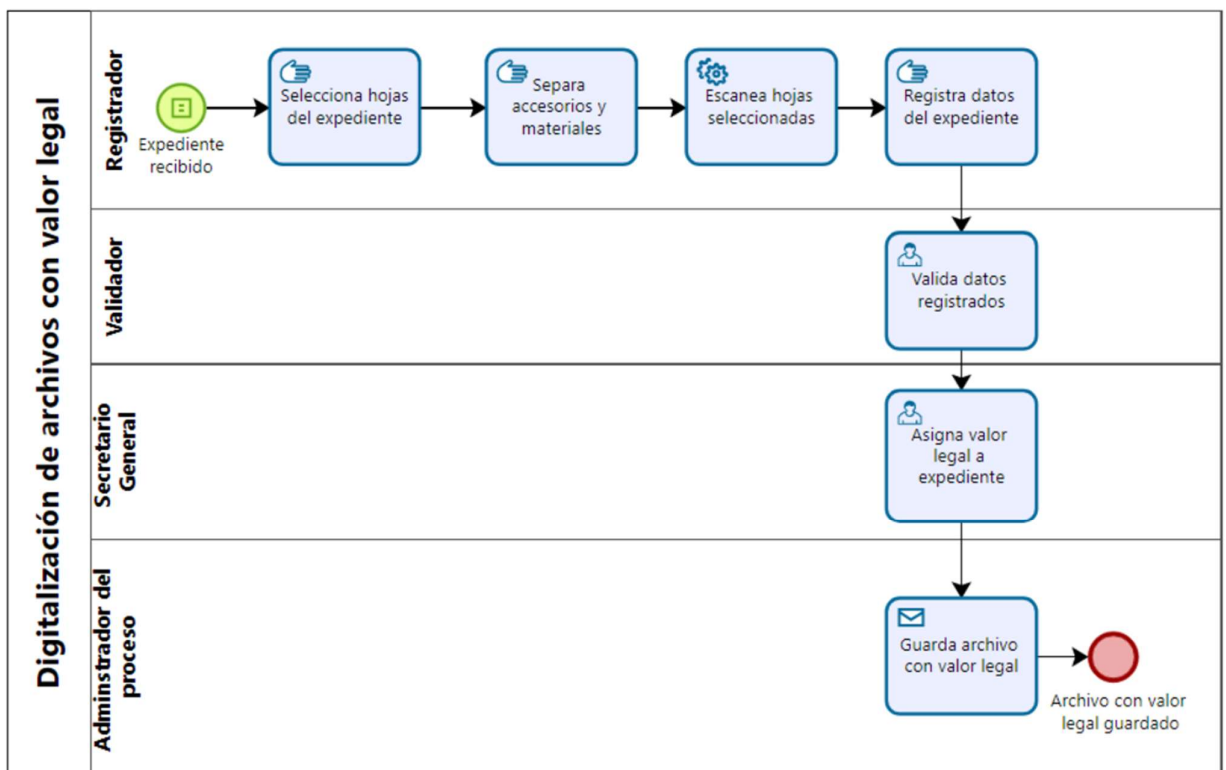 Digitalización de archivos con valor legal
Registrador
Expediente
recibido
Selecciona hojas
del expediente
Separa
accesorios y
materiales
Escanea hojas
seleccionadas
Registra datos
del expediente
Validador
Valida datos
registrados
Secretario
General
Asigna valor
legal a
expediente
Adminstrador del
proceso
Guarda archivo
con valor legal
Archivo con valor
legal guardado